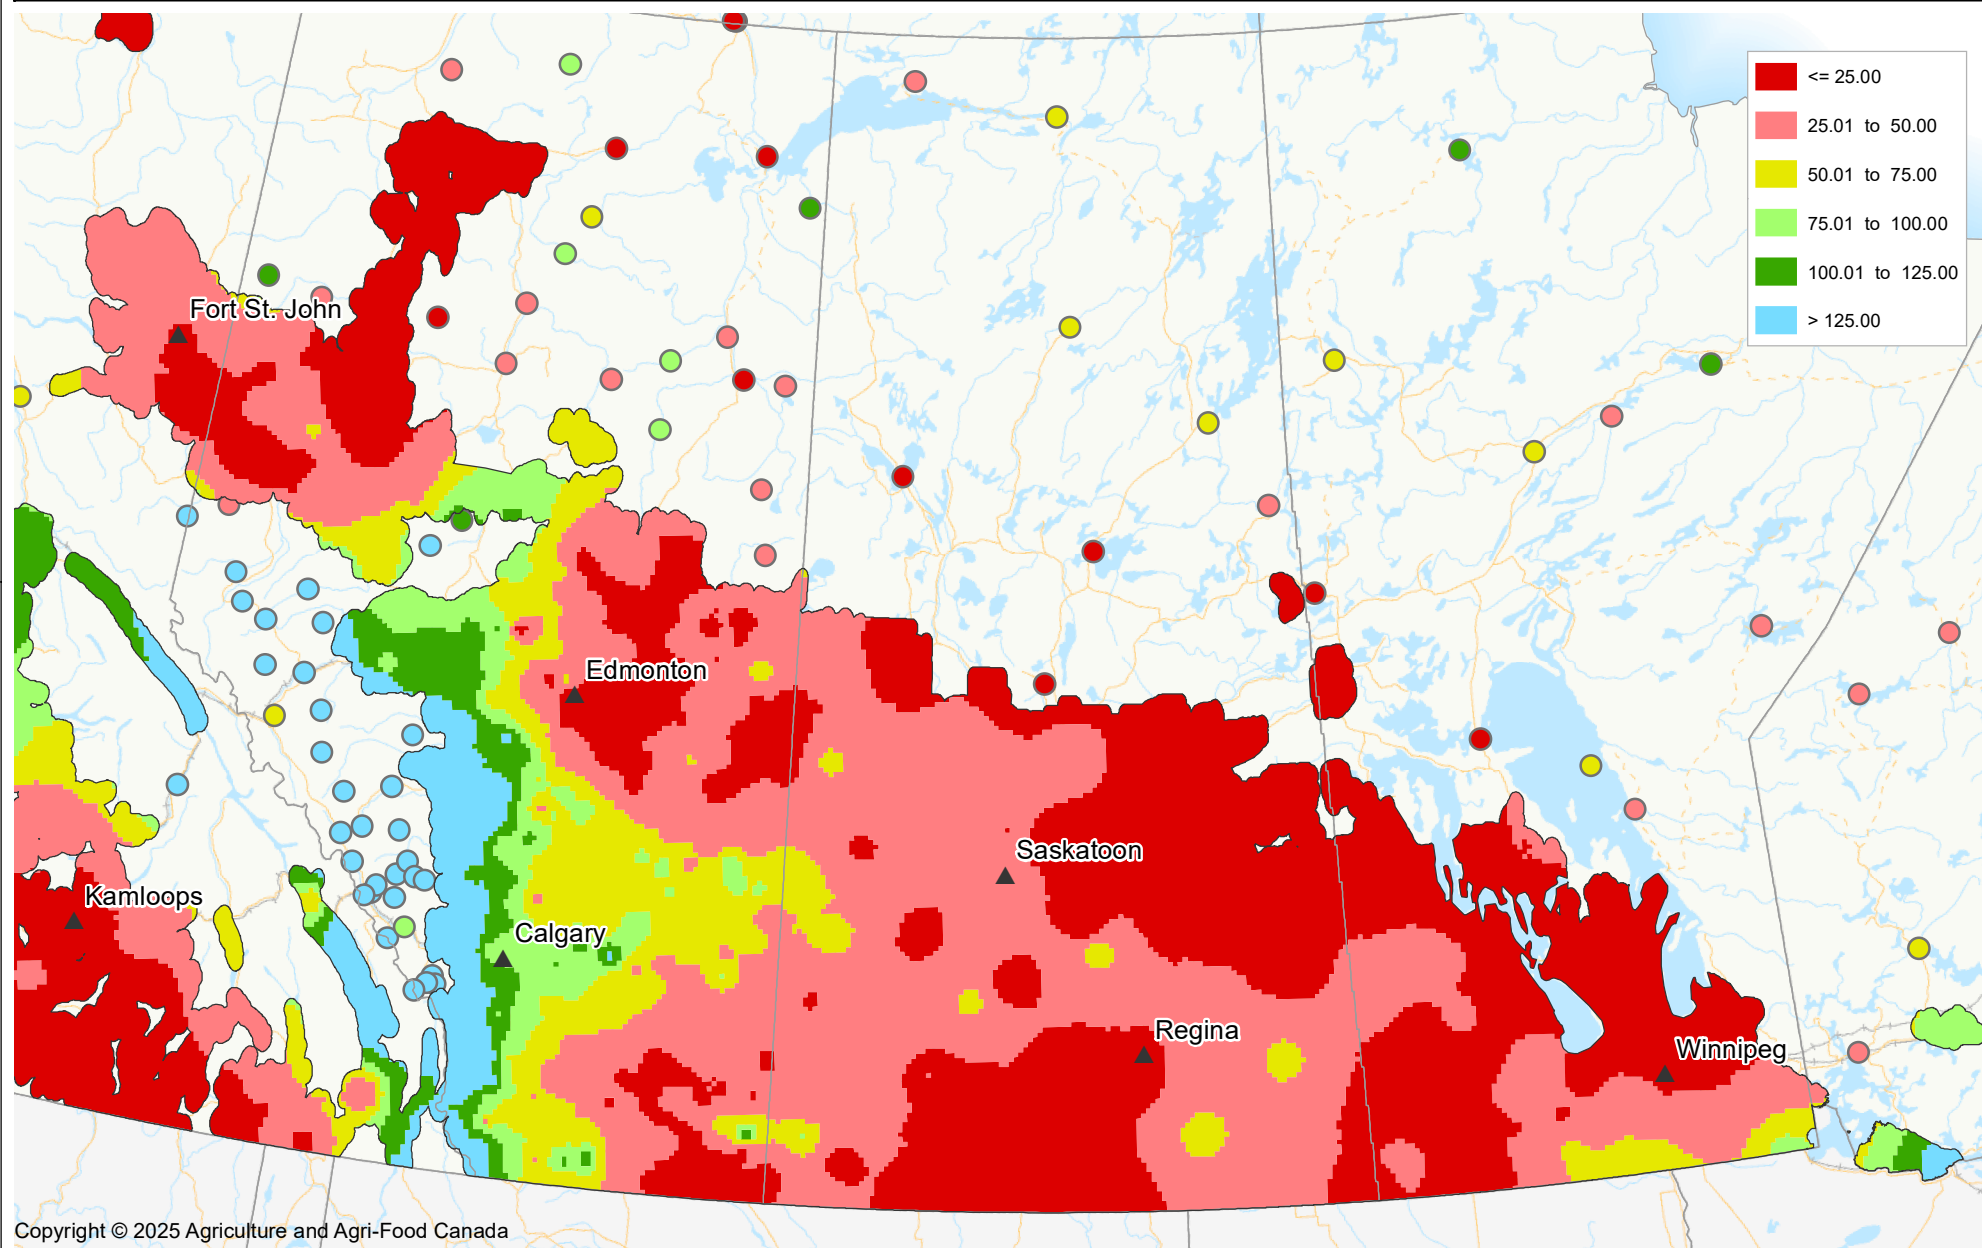 <= 25.00
25.01 to 50.00
50.01 to 75.00
75.01 to 100.00
100.01 to 125.00
> 125.00
Fort St. John
Edmonton
Saskatoon
Kamloops
Calgary
Regina
Winnipeg
Copyright © 2025 Agriculture and Agri-Food Canada